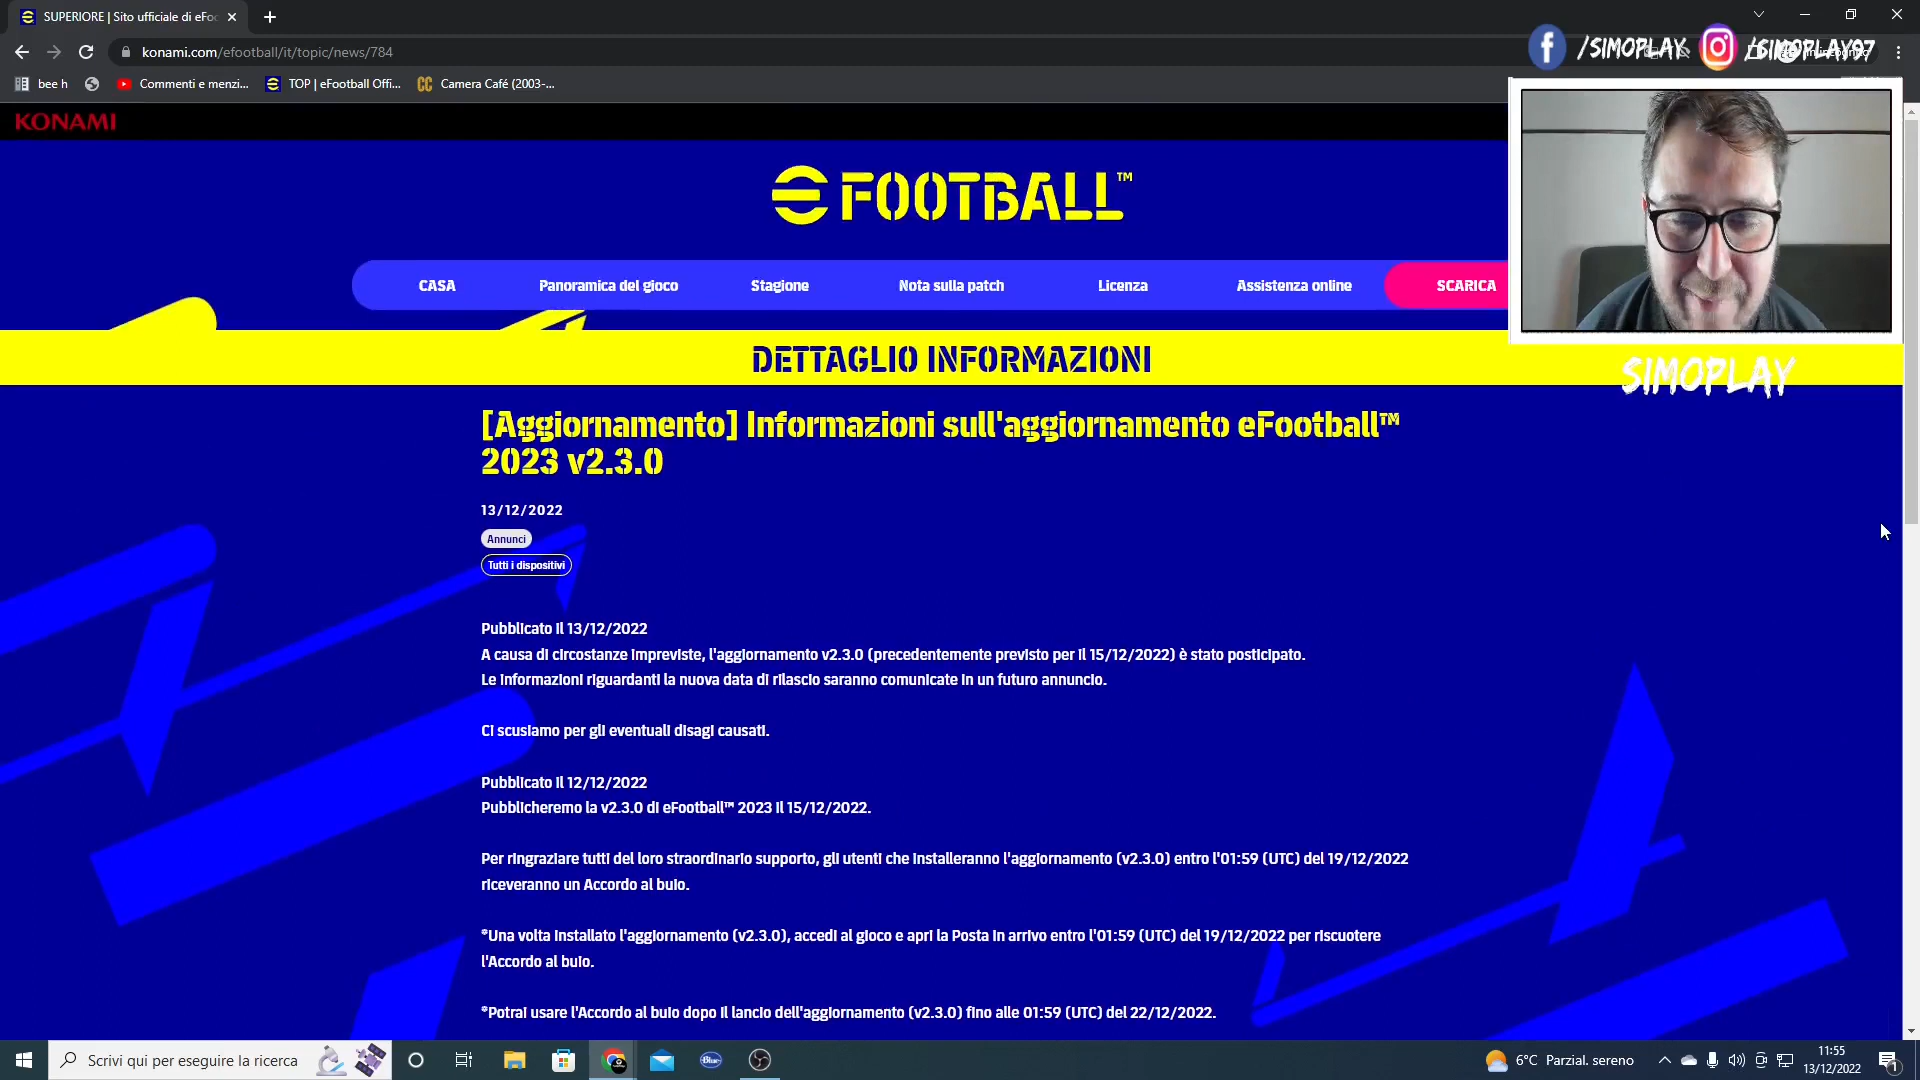 SUPERIORE | Sito ufficiale di eFoo
konami.com/efootball/it/topic/news/784
/SIMOPLAY
/SIMOPLAY97
bee h
Commenti e menzi...
TOP | eFootball Offi...
CC
Camera Café (2003-...
KONAMI
eFOOTBALL™
CASA
Panoramica del gioco
Stagione
Nota sulla patch
Licenza
Assistenza online
SCARICA
DETTAGLIO INFORMAZIONI
SIMOPLAY
[Aggiornamento] Informazioni sull'aggiornamento eFootball™
2023 v2.3.0
13/12/2022
Annunci
Tutti i dispositivi
Pubblicato il 13/12/2022
A causa di circostanze impreviste, l'aggiornamento v2.3.0 (precedentemente previsto per il 15/12/2022) è stato posticipato.
Le informazioni riguardanti la nuova data di rilascio saranno comunicate in un futuro annuncio.
Ci scusiamo per gli eventuali disagi causati.
Pubblicato il 12/12/2022
Pubblicheremo la v2.3.0 di eFootball™ 2023 il 15/12/2022.
Per ringraziare tutti del loro straordinario supporto, gli utenti che installeranno l'aggiornamento (v2.3.0) entro l'01:59 (UTC) del 19/12/2022
riceveranno un Accordo al buio.
*Una volta installato l'aggiornamento (v2.3.0), accedi al gioco e apri la Posta in arrivo entro l'01:59 (UTC) del 19/12/2022 per riscuotere
l'Accordo al buio.
*Potrai usare l'Accordo al buio dopo il lancio dell'aggiornamento (v2.3.0) fino alle 01:59 (UTC) del 22/12/2022.
Scrivi qui per eseguire la ricerca
Blue
6°C Parzial. sereno
11:55
13/12/2022
1